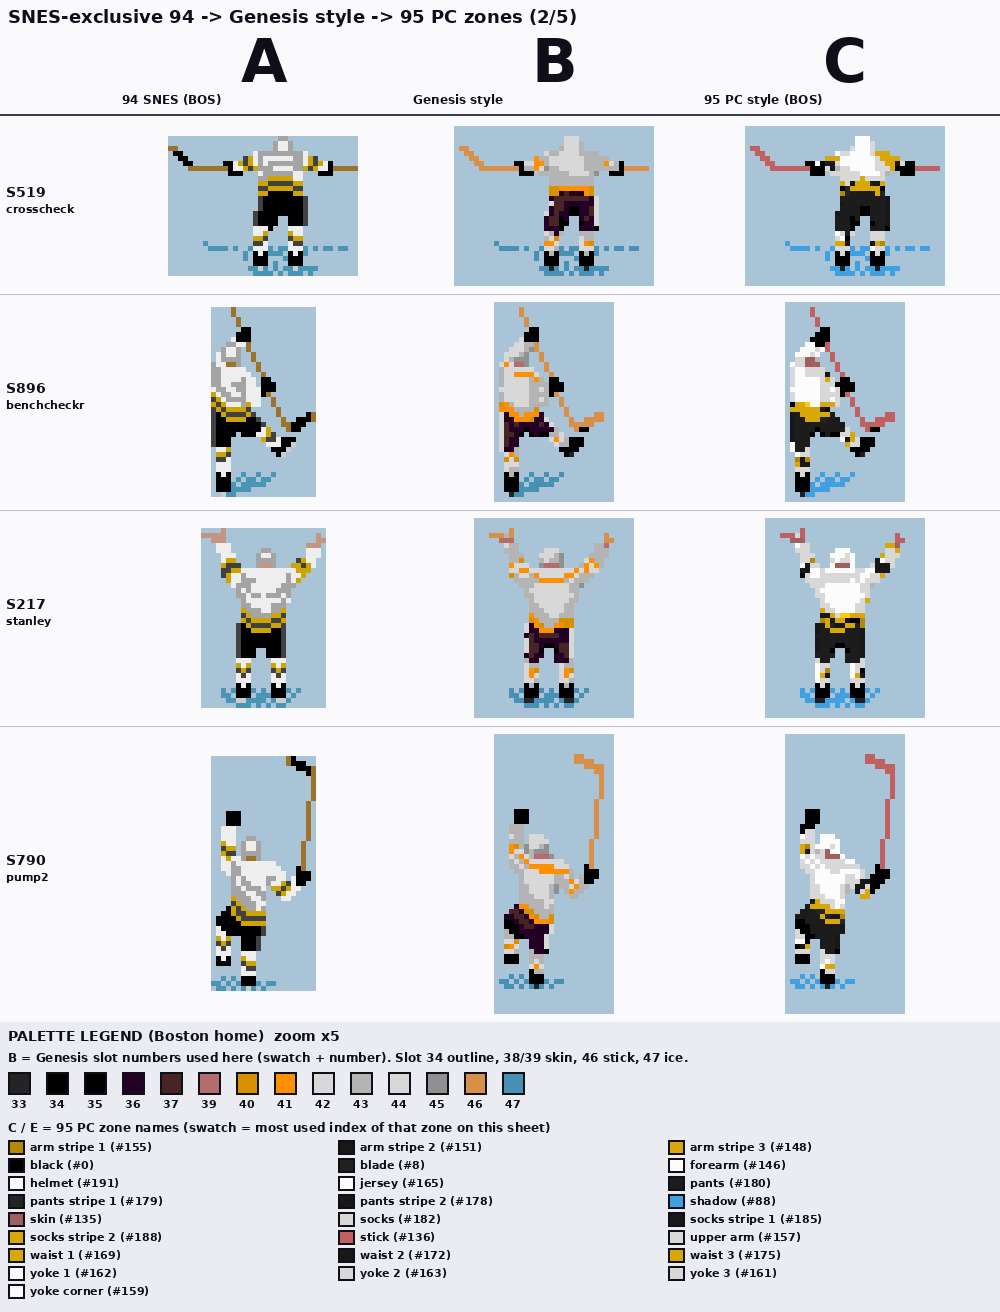 SNES-exclusive 94 -> Genesis style -> 95 PC zones (2/5)
A B C
94 SNES (BOS) Genesis style 95 PC style (BOS)
S519
crosscheck
S896
benchcheckr
S217
stanley
S790
pump2
PALETTE LEGEND (Boston home) zoom x5
B = Genesis slot numbers used here (swatch + number). Slot 34 outline, 38/39 skin, 46 stick, 47 ice.
33 34 35 36 37 39 40 41 42 43 44 45 46 47
C / E = 95 PC zone names (swatch = most used index of that zone on this sheet)
arm stripe 1 (#155) arm stripe 2 (#151) arm stripe 3 (#148)
black (#0) blade (#8) forearm (#146)
helmet (#191) jersey (#165) pants (#180)
pants stripe 1 (#179) pants stripe 2 (#178) shadow (#88)
skin (#135) socks (#182) socks stripe 1 (#185)
socks stripe 2 (#188) stick (#136) upper arm (#157)
waist 1 (#169) waist 2 (#172) waist 3 (#175)
yoke 1 (#162) yoke 2 (#163) yoke 3 (#161)
yoke corner (#159)